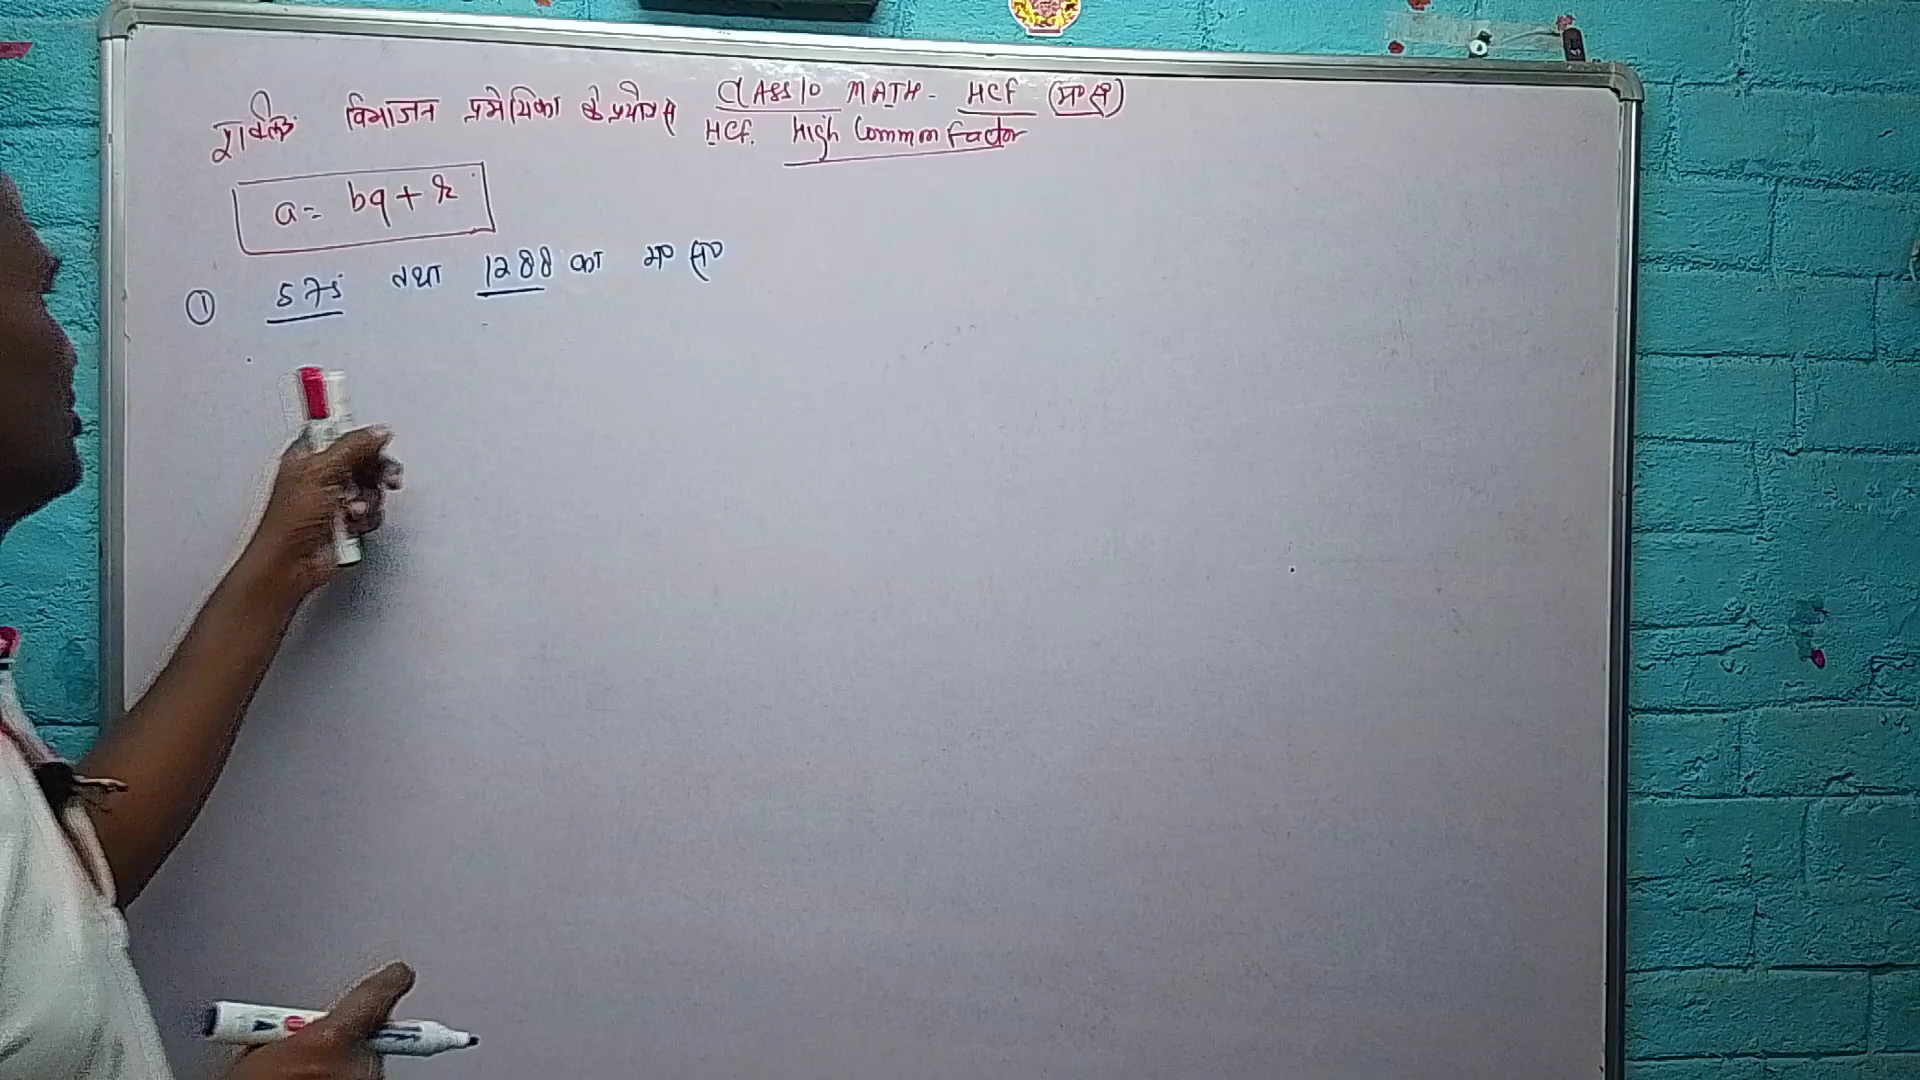 CLASS 10 MATH - HCF (म० स०)
विभाजन प्रमेयिका के प्रयोग से HCF. High Common Factor
a = bq + r
① 575 तथा 1288 का म० स०